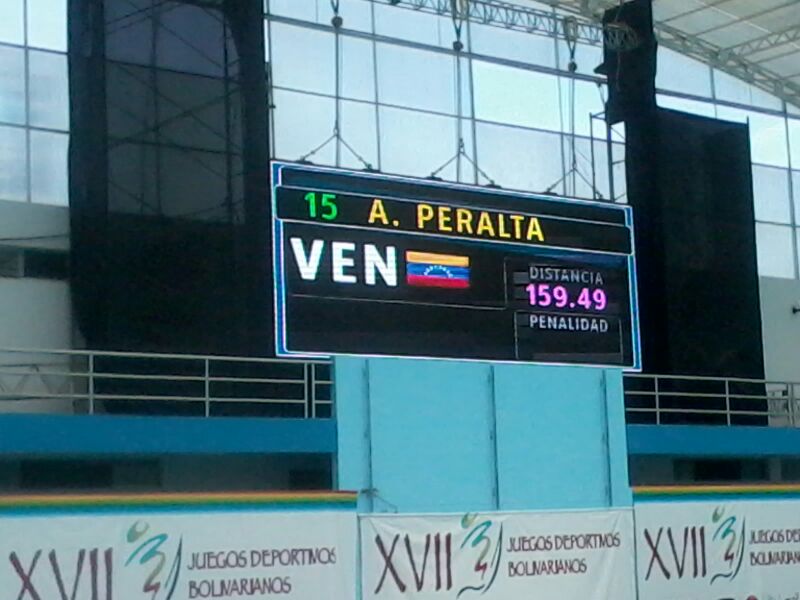 15 A. PERALTA
VEN
DISTANCIA
159.49
PENALIDAD
XVII JUEGOS DEPORTIVOS
BOLIVARIANOS
XVII JUEGOS DEPORTIVOS
BOLIVARIANOS
XVII JUEGOS DEPORTIVOS
BOLIVARIANOS